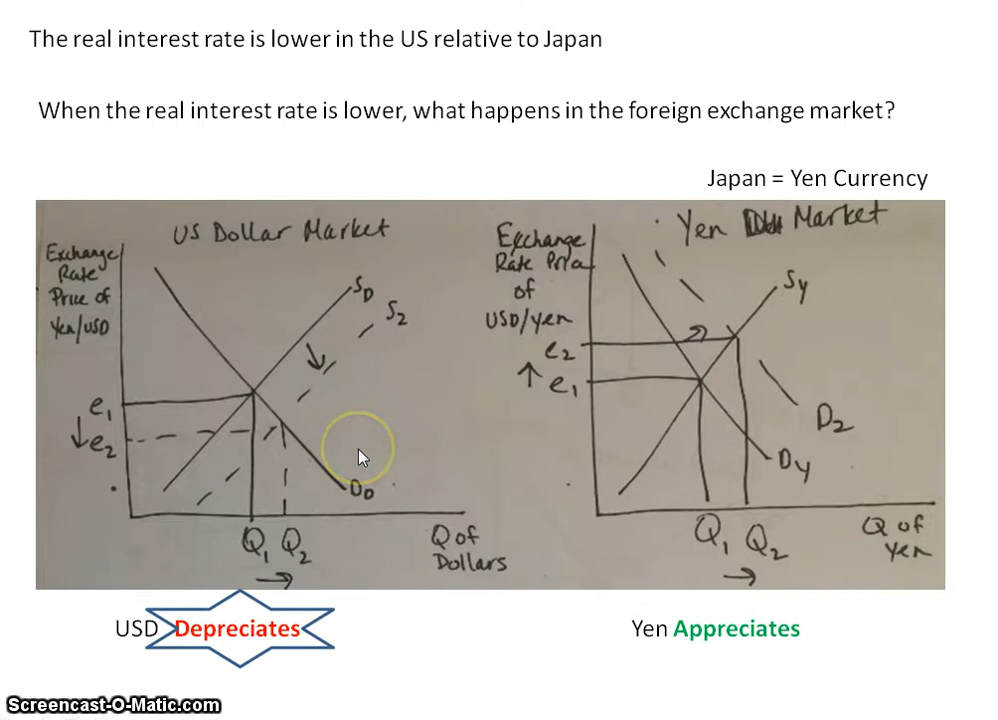 The real interest rate is lower in the US relative to Japan
When the real interest rate is lower, what happens in the foreign exchange market?
Japan = Yen Currency
US Dollar Market
Exchange
Rate
Price of
Yen/USD
SD
S2
e1
e2
DD
Q1 Q2
Q of
Dollars
Yen Market
Exchange
Rate Price
of
USD/yen
Sy
e2
e1
D2
Dy
Q1 Q2
Q of
yen
USD Depreciates
Yen Appreciates
Screencast-O-Matic.com